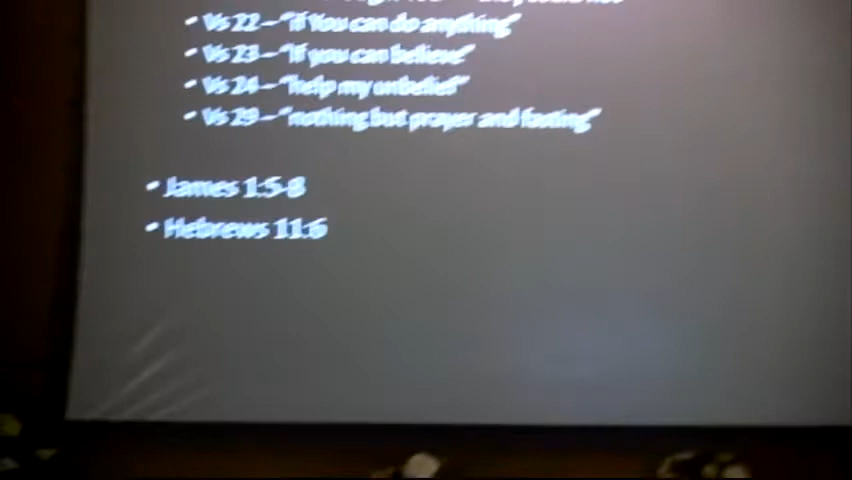 • Vs 22 – "if You can do anything"
• Vs 23 – "If you can believe"
• Vs 24 – "help my unbelief"
• Vs 29 – "nothing but prayer and fasting"
• James 1:5-8
• Hebrews 11:6